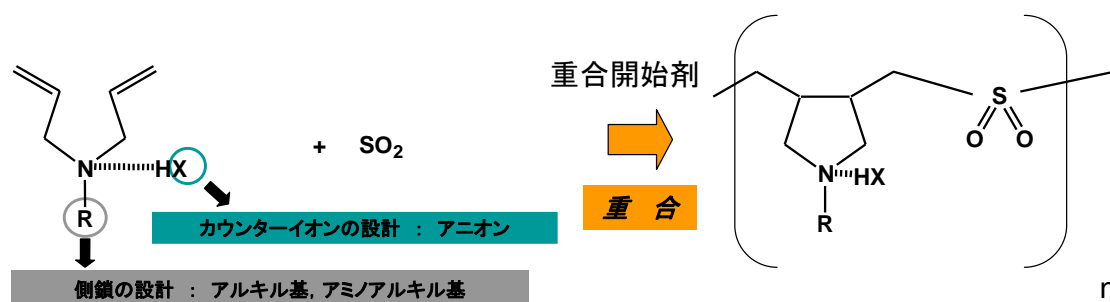 N
HX
R
+ SO2
カウンターイオンの設計 ： アニオン
側鎖の設計 ： アルキル基, アミノアルキル基
重合開始剤
重 合
S
O O
N HX
R
n